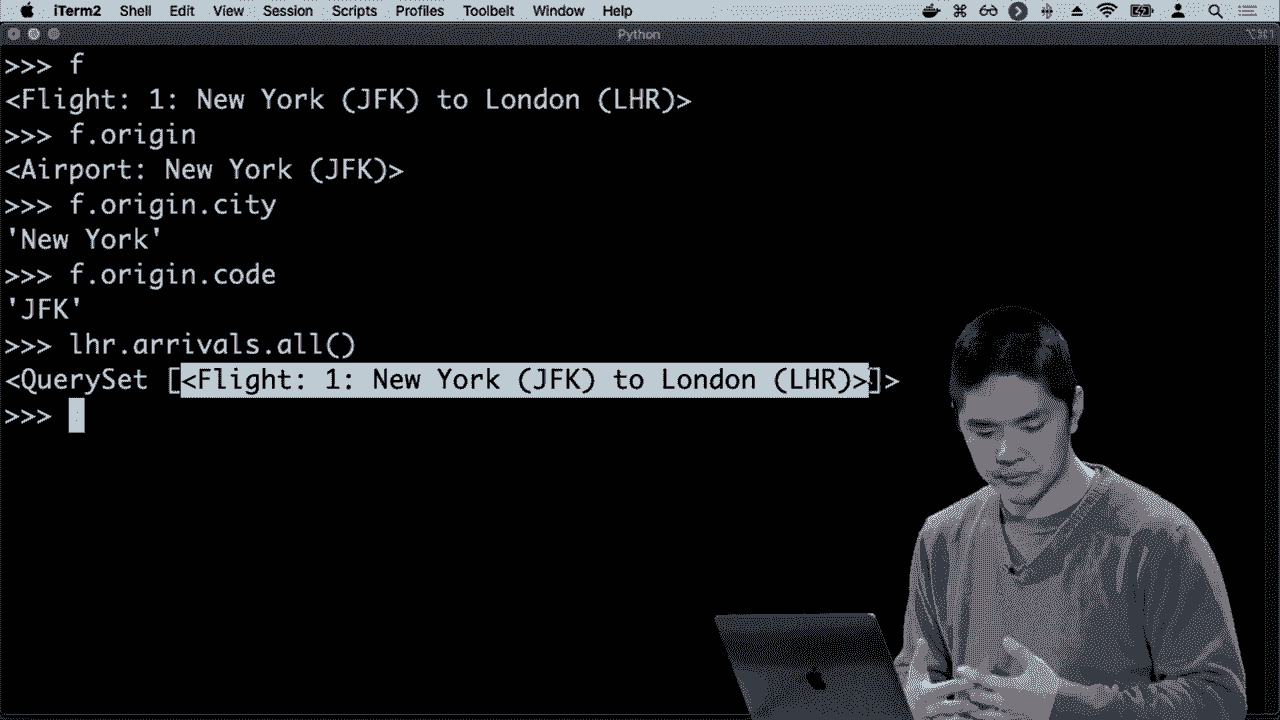 iTerm2 Shell Edit View Session Scripts Profiles Toolbelt Window Help
Python
>>> f
<Flight: 1: New York (JFK) to London (LHR)>
>>> f.origin
<Airport: New York (JFK)>
>>> f.origin.city
'New York'
>>> f.origin.code
'JFK'
>>> lhr.arrivals.all()
<QuerySet [<Flight: 1: New York (JFK) to London (LHR)>]>
>>>